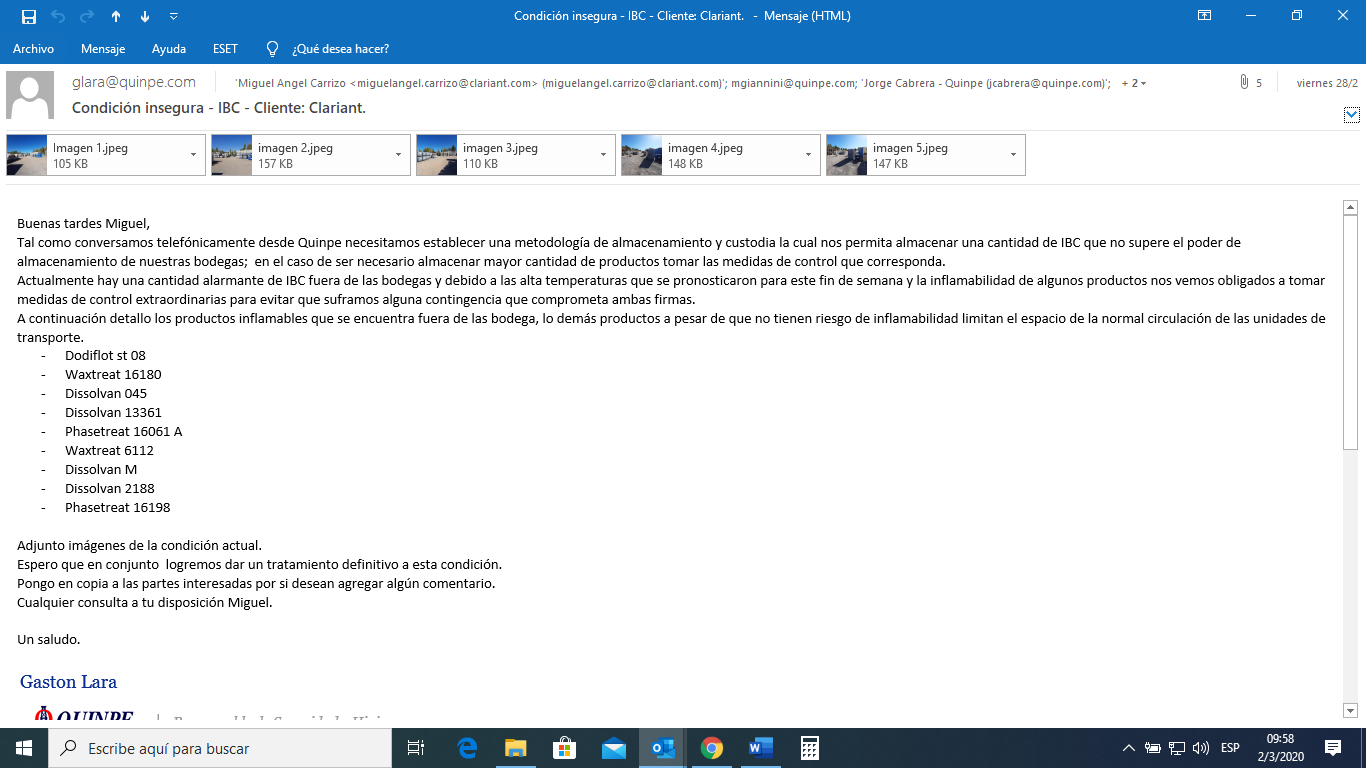 Condición insegura - IBC - Cliente: Clariant.  -  Mensaje (HTML)
Archivo Mensaje Ayuda ESET ¿Qué desea hacer?
glara@quinpe.com 'Miguel Angel Carrizo <miguelangel.carrizo@clariant.com> (miguelangel.carrizo@clariant.com)'; mgiannini@quinpe.com; 'Jorge Cabrera - Quinpe (jcabrera@quinpe.com)'; + 2 5 viernes 28/2
Condición insegura - IBC - Cliente: Clariant.
Imagen 1.jpeg imagen 2.jpeg imagen 3.jpeg imagen 4.jpeg imagen 5.jpeg
105 KB 157 KB 110 KB 148 KB 147 KB
Buenas tardes Miguel,
Tal como conversamos telefónicamente desde Quinpe necesitamos establecer una metodología de almacenamiento y custodia la cual nos permita almacenar una cantidad de IBC que no supere el poder de
almacenamiento de nuestras bodegas;  en el caso de ser necesario almacenar mayor cantidad de productos tomar las medidas de control que corresponda.
Actualmente hay una cantidad alarmante de IBC fuera de las bodegas y debido a las alta temperaturas que se pronosticaron para este fin de semana y la inflamabilidad de algunos productos nos vemos obligados a tomar
medidas de control extraordinarias para evitar que suframos alguna contingencia que comprometa ambas firmas.
A continuación detallo los productos inflamables que se encuentra fuera de las bodega, lo demás productos a pesar de que no tienen riesgo de inflamabilidad limitan el espacio de la normal circulación de las unidades de
transporte.
- Dodiflot st 08
- Waxtreat 16180
- Dissolvan 045
- Dissolvan 13361
- Phasetreat 16061 A
- Waxtreat 6112
- Dissolvan M
- Dissolvan 2188
- Phasetreat 16198
Adjunto imágenes de la condición actual.
Espero que en conjunto  logremos dar un tratamiento definitivo a esta condición.
Pongo en copia a las partes interesadas por si desean agregar algún comentario.
Cualquier consulta a tu disposición Miguel.
Un saludo.
Gaston Lara
QUINPE
Escribe aquí para buscar ESP 09:58
2/3/2020